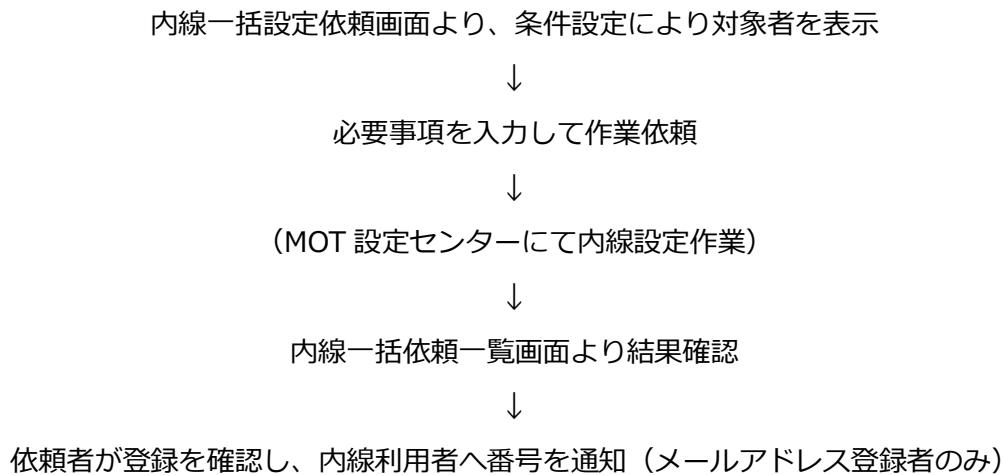 内線一括設定依頼画面より、条件設定により対象者を表示
↓
必要事項を入力して作業依頼
↓
（MOT 設定センターにて内線設定作業）
↓
内線一括依頼一覧画面より結果確認
↓
依頼者が登録を確認し、内線利用者へ番号を通知（メールアドレス登録者のみ）